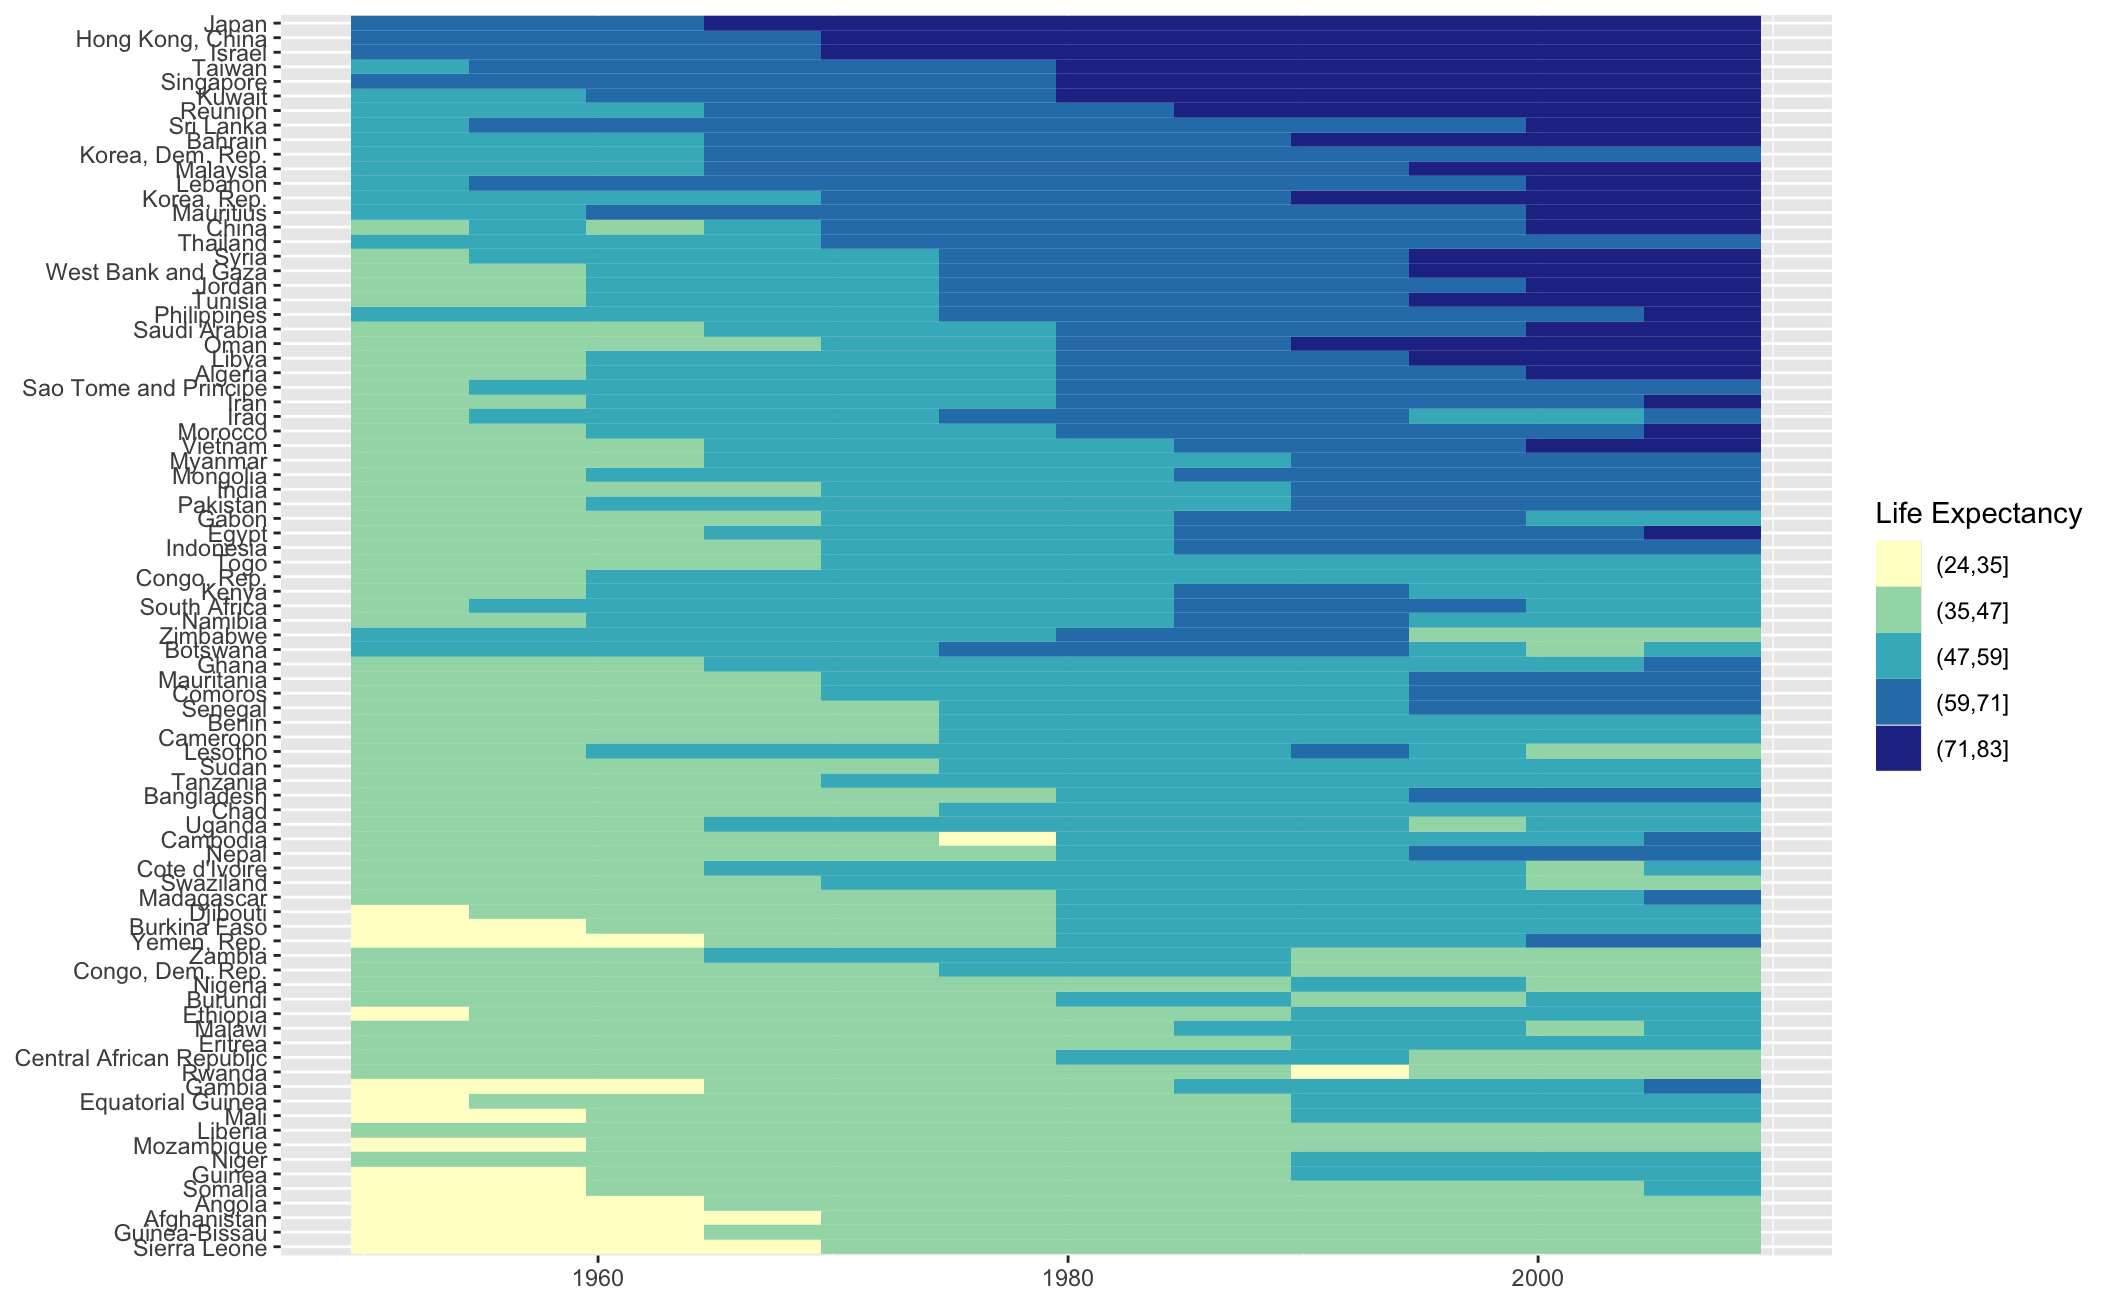 Japan
Hong Kong, China
Israel
Taiwan
Singapore
Kuwait
Reunion
Sri Lanka
Bahrain
Korea, Dem. Rep.
Malaysia
Lebanon
Korea, Rep.
Mauritius
China
Thailand
Syria
West Bank and Gaza
Jordan
Tunisia
Philippines
Saudi Arabia
Oman
Libya
Algeria
Sao Tome and Principe
Iran
Iraq
Morocco
Vietnam
Myanmar
Mongolia
India
Pakistan
Gabon
Egypt
Indonesia
Togo
Congo, Rep.
Kenya
South Africa
Namibia
Zimbabwe
Botswana
Ghana
Mauritania
Comoros
Senegal
Benin
Cameroon
Lesotho
Sudan
Tanzania
Bangladesh
Chad
Uganda
Cambodia
Nepal
Cote d'Ivoire
Swaziland
Madagascar
Djibouti
Burkina Faso
Yemen, Rep.
Zambia
Congo, Dem. Rep.
Nigeria
Burundi
Ethiopia
Malawi
Eritrea
Central African Republic
Rwanda
Gambia
Equatorial Guinea
Mali
Liberia
Mozambique
Niger
Guinea
Somalia
Angola
Afghanistan
Guinea-Bissau
Sierra Leone
1960 1980 2000
Life Expectancy
(24,35]
(35,47]
(47,59]
(59,71]
(71,83]